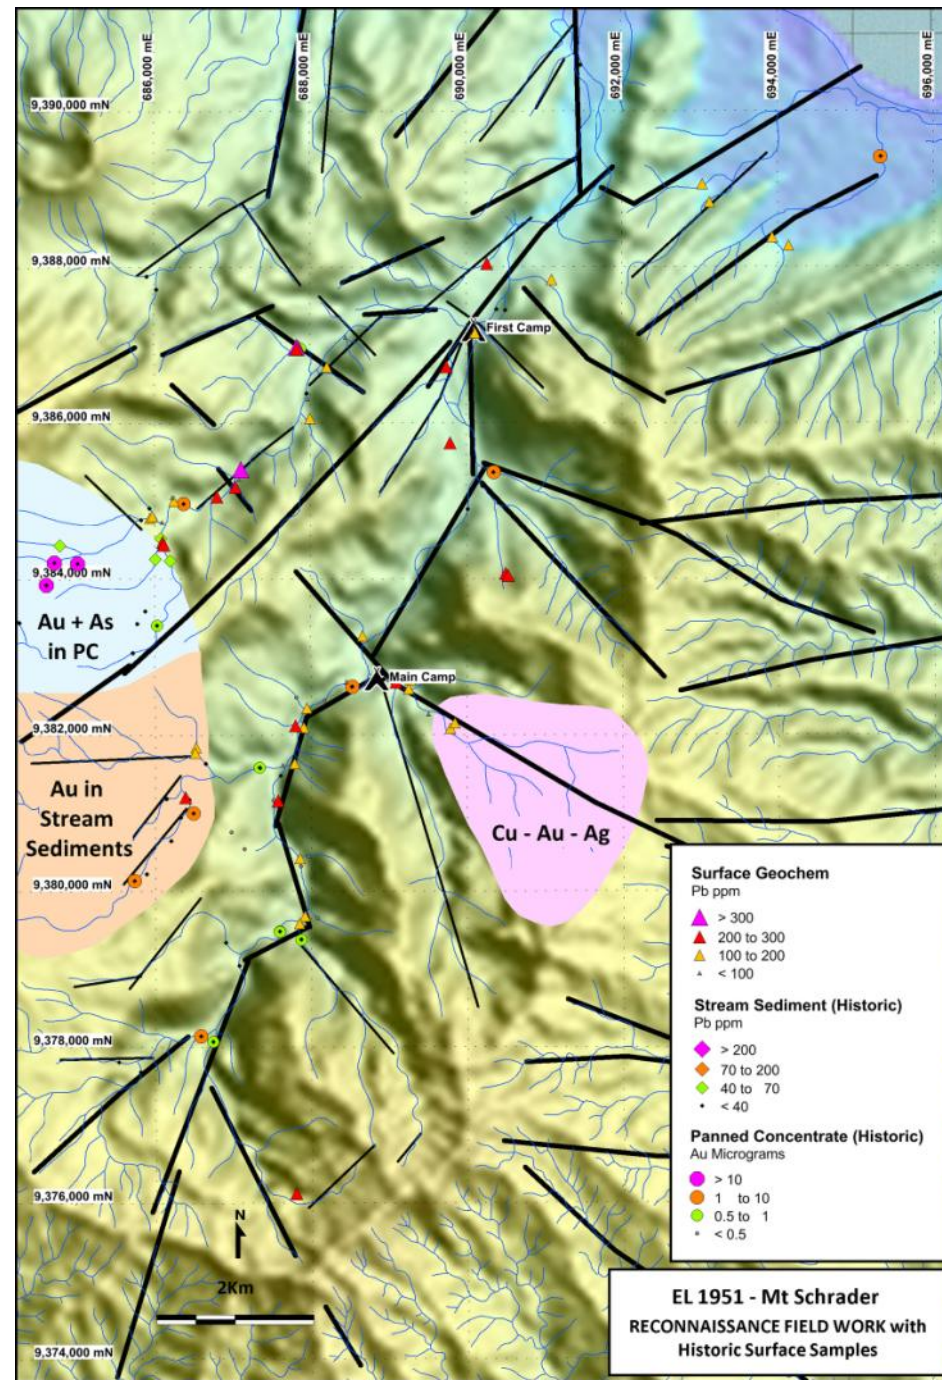 686,000 mE
688,000 mE
690,000 mE
692,000 mE
694,000 mE
696,000 mE
9,390,000 mN
9,388,000 mN
First Camp
9,386,000 mN
9,384,000 mN
Au + As
in PC
Main Camp
9,382,000 mN
Au in
Stream
Sediments
Cu - Au - Ag
9,380,000 mN
9,378,000 mN
9,376,000 mN
N
2Km
9,374,000 mN
Surface Geochem
Pb ppm
> 300
200 to 300
100 to 200
< 100
Stream Sediment (Historic)
Pb ppm
> 200
70 to 200
40 to 70
< 40
Panned Concentrate (Historic)
Au Micrograms
> 10
1 to 10
0.5 to 1
< 0.5
EL 1951 - Mt Schrader
RECONNAISSANCE FIELD WORK with
Historic Surface Samples